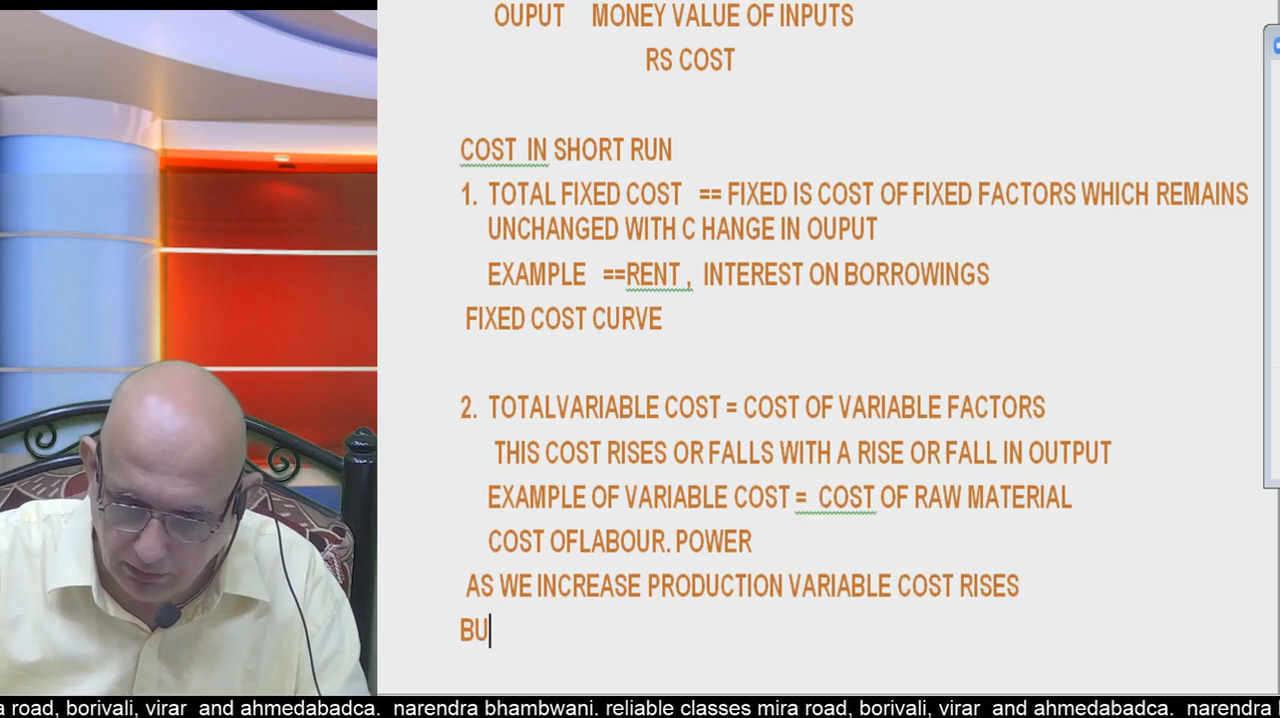 OUPUT MONEY VALUE OF INPUTS
RS COST
COST IN SHORT RUN
1. TOTAL FIXED COST == FIXED IS COST OF FIXED FACTORS WHICH REMAINS
UNCHANGED WITH C HANGE IN OUPUT
EXAMPLE ==RENT , INTEREST ON BORROWINGS
FIXED COST CURVE
2. TOTALVARIABLE COST = COST OF VARIABLE FACTORS
THIS COST RISES OR FALLS WITH A RISE OR FALL IN OUTPUT
EXAMPLE OF VARIABLE COST = COST OF RAW MATERIAL
COST OFLABOUR. POWER
AS WE INCREASE PRODUCTION VARIABLE COST RISES
BU
a road, borivali, virar and ahmedabadca. narendra bhambwani. reliable classes mira road, borivali, virar and ahmedabadca. narendra